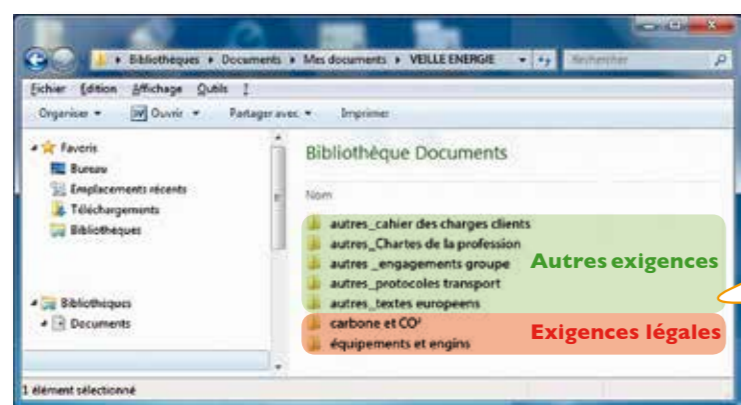 Bibliothèques ▸ Documents ▸ Mes documents ▸ VEILLE ENERGIE
Rechercher
Fichier Edition Affichage Outils ?
Organiser Ouvrir Partager avec Imprimer
Favoris
Bureau
Emplacements récents
Téléchargements
Bibliothèques
Bibliothèques
Documents
Bibliothèque Documents
Nom
autres_cahier des charges clients
autres_Chartes de la profession
autres _engagements groupe
autres_protocoles transport
autres_textes europeens
Autres exigences
carbone et CO²
équipements et engins
Exigences légales
1 élément sélectionné